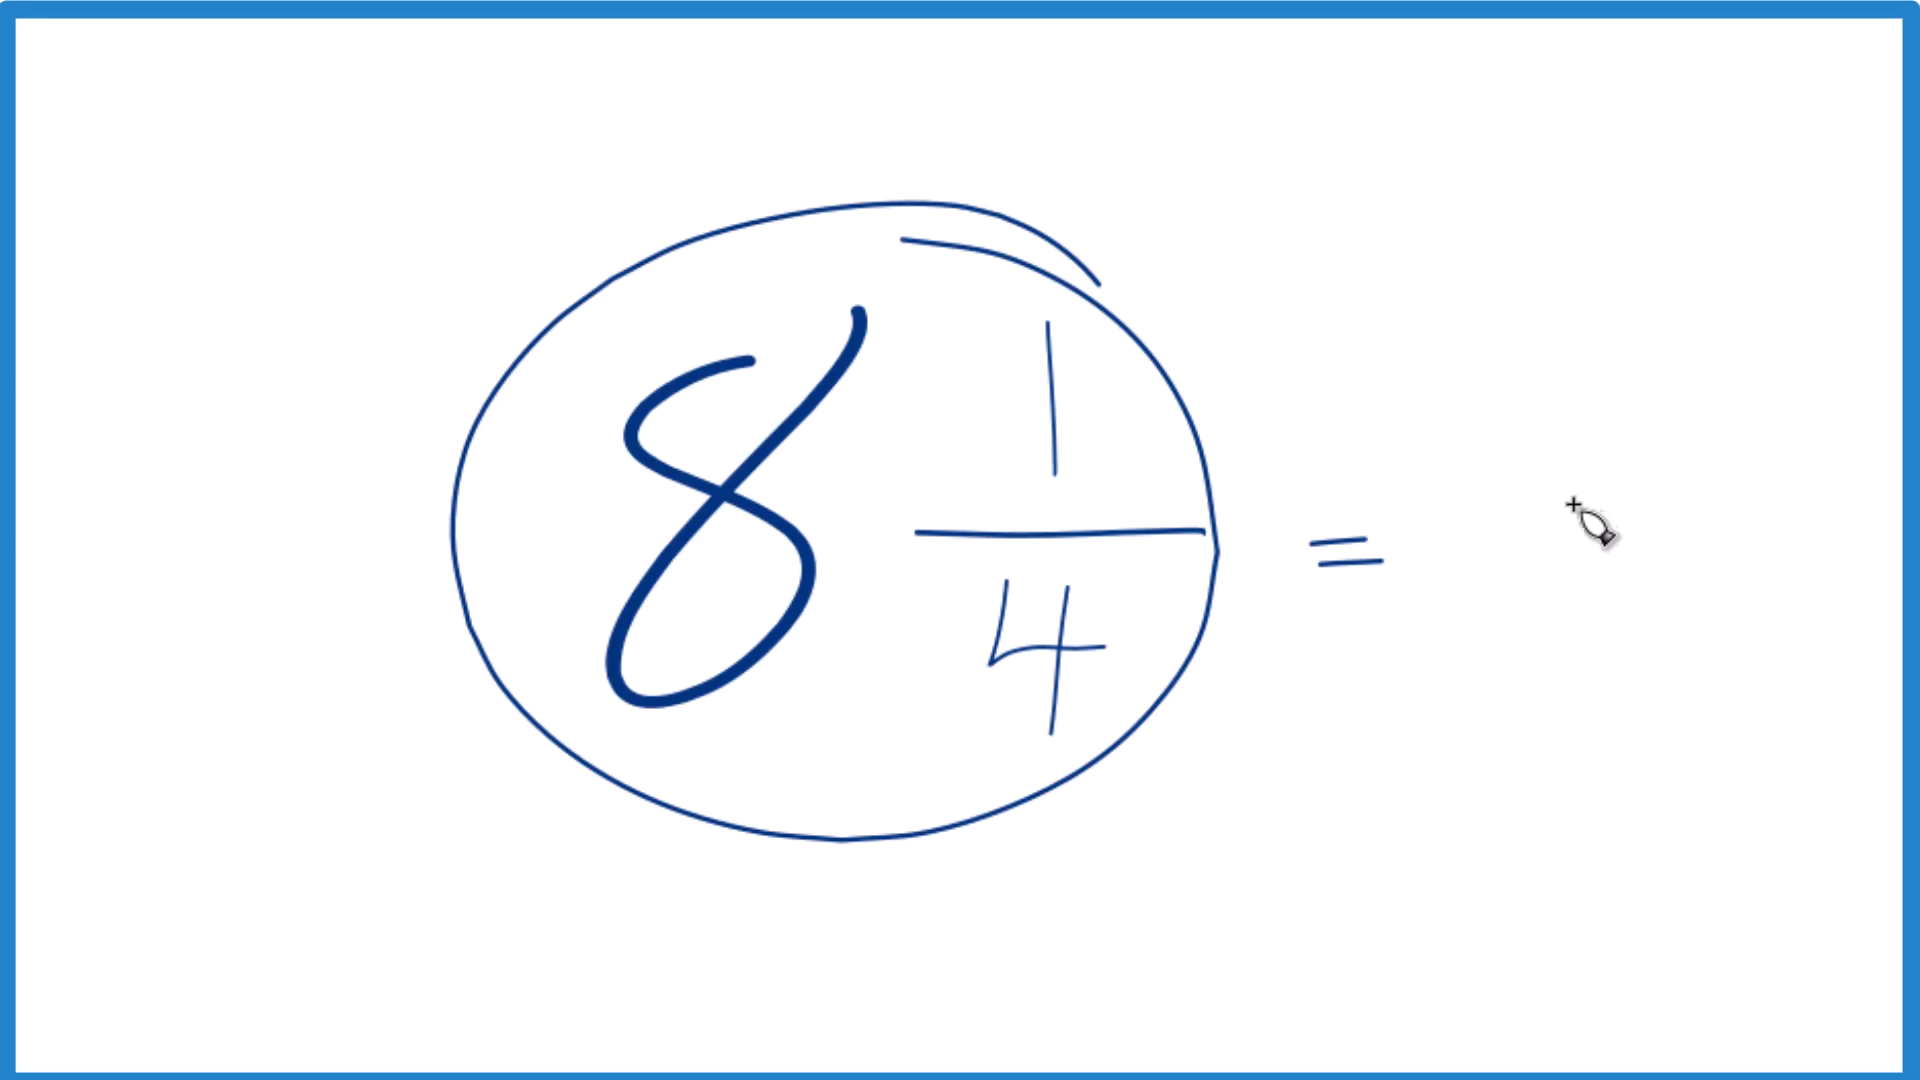 8 1/4 =